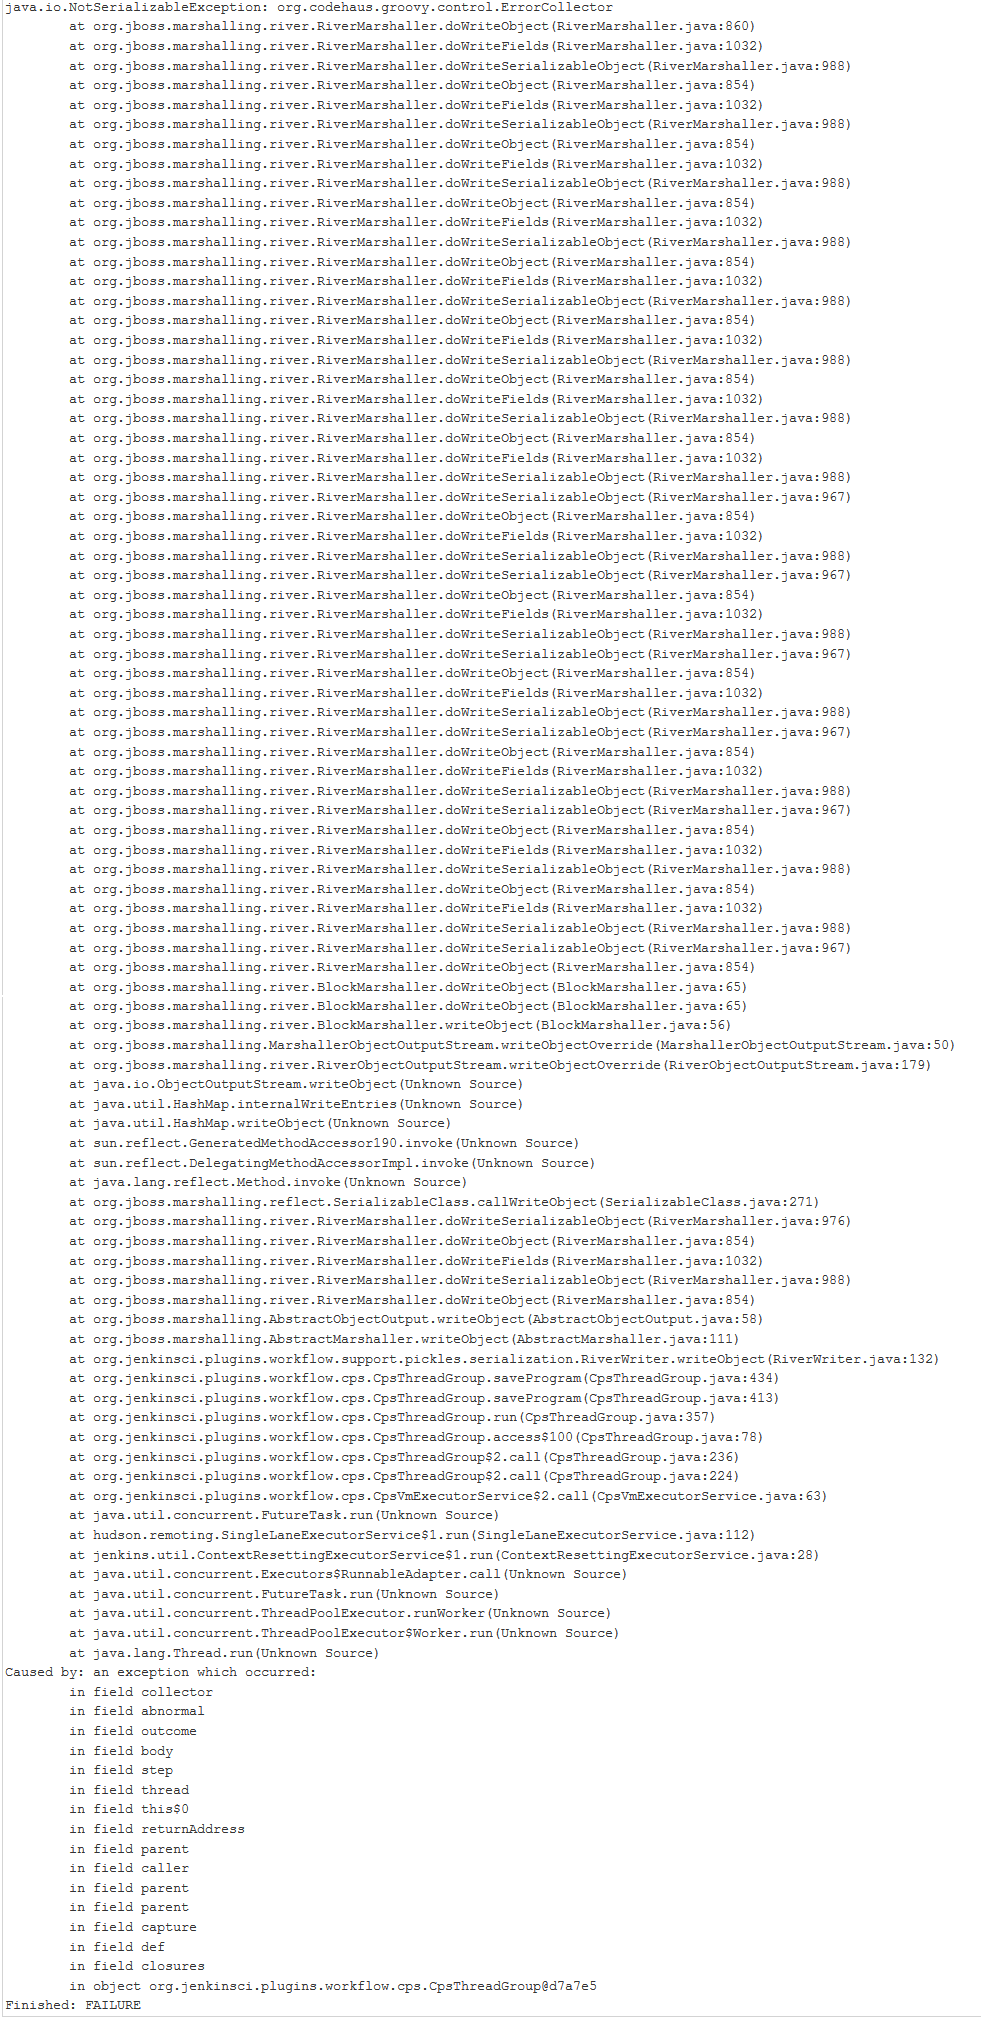 java.io.NotSerializableException: org.codehaus.groovy.control.ErrorCollector
at org.jboss.marshalling.river.RiverMarshaller.doWriteObject(RiverMarshaller.java:860)
at org.jboss.marshalling.river.RiverMarshaller.doWriteFields(RiverMarshaller.java:1032)
at org.jboss.marshalling.river.RiverMarshaller.doWriteSerializableObject(RiverMarshaller.java:988)
at org.jboss.marshalling.river.RiverMarshaller.doWriteObject(RiverMarshaller.java:854)
at org.jboss.marshalling.river.RiverMarshaller.doWriteFields(RiverMarshaller.java:1032)
at org.jboss.marshalling.river.RiverMarshaller.doWriteSerializableObject(RiverMarshaller.java:988)
at org.jboss.marshalling.river.RiverMarshaller.doWriteObject(RiverMarshaller.java:854)
at org.jboss.marshalling.river.RiverMarshaller.doWriteFields(RiverMarshaller.java:1032)
at org.jboss.marshalling.river.RiverMarshaller.doWriteSerializableObject(RiverMarshaller.java:988)
at org.jboss.marshalling.river.RiverMarshaller.doWriteObject(RiverMarshaller.java:854)
at org.jboss.marshalling.river.RiverMarshaller.doWriteFields(RiverMarshaller.java:1032)
at org.jboss.marshalling.river.RiverMarshaller.doWriteSerializableObject(RiverMarshaller.java:988)
at org.jboss.marshalling.river.RiverMarshaller.doWriteObject(RiverMarshaller.java:854)
at org.jboss.marshalling.river.RiverMarshaller.doWriteFields(RiverMarshaller.java:1032)
at org.jboss.marshalling.river.RiverMarshaller.doWriteSerializableObject(RiverMarshaller.java:988)
at org.jboss.marshalling.river.RiverMarshaller.doWriteObject(RiverMarshaller.java:854)
at org.jboss.marshalling.river.RiverMarshaller.doWriteFields(RiverMarshaller.java:1032)
at org.jboss.marshalling.river.RiverMarshaller.doWriteSerializableObject(RiverMarshaller.java:988)
at org.jboss.marshalling.river.RiverMarshaller.doWriteObject(RiverMarshaller.java:854)
at org.jboss.marshalling.river.RiverMarshaller.doWriteFields(RiverMarshaller.java:1032)
at org.jboss.marshalling.river.RiverMarshaller.doWriteSerializableObject(RiverMarshaller.java:988)
at org.jboss.marshalling.river.RiverMarshaller.doWriteObject(RiverMarshaller.java:854)
at org.jboss.marshalling.river.RiverMarshaller.doWriteFields(RiverMarshaller.java:1032)
at org.jboss.marshalling.river.RiverMarshaller.doWriteSerializableObject(RiverMarshaller.java:988)
at org.jboss.marshalling.river.RiverMarshaller.doWriteSerializableObject(RiverMarshaller.java:967)
at org.jboss.marshalling.river.RiverMarshaller.doWriteObject(RiverMarshaller.java:854)
at org.jboss.marshalling.river.RiverMarshaller.doWriteFields(RiverMarshaller.java:1032)
at org.jboss.marshalling.river.RiverMarshaller.doWriteSerializableObject(RiverMarshaller.java:988)
at org.jboss.marshalling.river.RiverMarshaller.doWriteSerializableObject(RiverMarshaller.java:967)
at org.jboss.marshalling.river.RiverMarshaller.doWriteObject(RiverMarshaller.java:854)
at org.jboss.marshalling.river.RiverMarshaller.doWriteFields(RiverMarshaller.java:1032)
at org.jboss.marshalling.river.RiverMarshaller.doWriteSerializableObject(RiverMarshaller.java:988)
at org.jboss.marshalling.river.RiverMarshaller.doWriteSerializableObject(RiverMarshaller.java:967)
at org.jboss.marshalling.river.RiverMarshaller.doWriteObject(RiverMarshaller.java:854)
at org.jboss.marshalling.river.RiverMarshaller.doWriteFields(RiverMarshaller.java:1032)
at org.jboss.marshalling.river.RiverMarshaller.doWriteSerializableObject(RiverMarshaller.java:988)
at org.jboss.marshalling.river.RiverMarshaller.doWriteSerializableObject(RiverMarshaller.java:967)
at org.jboss.marshalling.river.RiverMarshaller.doWriteObject(RiverMarshaller.java:854)
at org.jboss.marshalling.river.RiverMarshaller.doWriteFields(RiverMarshaller.java:1032)
at org.jboss.marshalling.river.RiverMarshaller.doWriteSerializableObject(RiverMarshaller.java:988)
at org.jboss.marshalling.river.RiverMarshaller.doWriteSerializableObject(RiverMarshaller.java:967)
at org.jboss.marshalling.river.RiverMarshaller.doWriteObject(RiverMarshaller.java:854)
at org.jboss.marshalling.river.RiverMarshaller.doWriteFields(RiverMarshaller.java:1032)
at org.jboss.marshalling.river.RiverMarshaller.doWriteSerializableObject(RiverMarshaller.java:988)
at org.jboss.marshalling.river.RiverMarshaller.doWriteObject(RiverMarshaller.java:854)
at org.jboss.marshalling.river.RiverMarshaller.doWriteFields(RiverMarshaller.java:1032)
at org.jboss.marshalling.river.RiverMarshaller.doWriteSerializableObject(RiverMarshaller.java:988)
at org.jboss.marshalling.river.RiverMarshaller.doWriteSerializableObject(RiverMarshaller.java:967)
at org.jboss.marshalling.river.RiverMarshaller.doWriteObject(RiverMarshaller.java:854)
at org.jboss.marshalling.river.BlockMarshaller.doWriteObject(BlockMarshaller.java:65)
at org.jboss.marshalling.river.BlockMarshaller.doWriteObject(BlockMarshaller.java:65)
at org.jboss.marshalling.river.BlockMarshaller.writeObject(BlockMarshaller.java:56)
at org.jboss.marshalling.MarshallerObjectOutputStream.writeObjectOverride(MarshallerObjectOutputStream.java:50)
at org.jboss.marshalling.river.RiverObjectOutputStream.writeObjectOverride(RiverObjectOutputStream.java:179)
at java.io.ObjectOutputStream.writeObject(Unknown Source)
at java.util.HashMap.internalWriteEntries(Unknown Source)
at java.util.HashMap.writeObject(Unknown Source)
at sun.reflect.GeneratedMethodAccessor190.invoke(Unknown Source)
at sun.reflect.DelegatingMethodAccessorImpl.invoke(Unknown Source)
at java.lang.reflect.Method.invoke(Unknown Source)
at org.jboss.marshalling.reflect.SerializableClass.callWriteObject(SerializableClass.java:271)
at org.jboss.marshalling.river.RiverMarshaller.doWriteSerializableObject(RiverMarshaller.java:976)
at org.jboss.marshalling.river.RiverMarshaller.doWriteObject(RiverMarshaller.java:854)
at org.jboss.marshalling.river.RiverMarshaller.doWriteFields(RiverMarshaller.java:1032)
at org.jboss.marshalling.river.RiverMarshaller.doWriteSerializableObject(RiverMarshaller.java:988)
at org.jboss.marshalling.river.RiverMarshaller.doWriteObject(RiverMarshaller.java:854)
at org.jboss.marshalling.AbstractObjectOutput.writeObject(AbstractObjectOutput.java:58)
at org.jboss.marshalling.AbstractMarshaller.writeObject(AbstractMarshaller.java:111)
at org.jenkinsci.plugins.workflow.support.pickles.serialization.RiverWriter.writeObject(RiverWriter.java:132)
at org.jenkinsci.plugins.workflow.cps.CpsThreadGroup.saveProgram(CpsThreadGroup.java:434)
at org.jenkinsci.plugins.workflow.cps.CpsThreadGroup.saveProgram(CpsThreadGroup.java:413)
at org.jenkinsci.plugins.workflow.cps.CpsThreadGroup.run(CpsThreadGroup.java:357)
at org.jenkinsci.plugins.workflow.cps.CpsThreadGroup.access$100(CpsThreadGroup.java:78)
at org.jenkinsci.plugins.workflow.cps.CpsThreadGroup$2.call(CpsThreadGroup.java:236)
at org.jenkinsci.plugins.workflow.cps.CpsThreadGroup$2.call(CpsThreadGroup.java:224)
at org.jenkinsci.plugins.workflow.cps.CpsVmExecutorService$2.call(CpsVmExecutorService.java:63)
at java.util.concurrent.FutureTask.run(Unknown Source)
at hudson.remoting.SingleLaneExecutorService$1.run(SingleLaneExecutorService.java:112)
at jenkins.util.ContextResettingExecutorService$1.run(ContextResettingExecutorService.java:28)
at java.util.concurrent.Executors$RunnableAdapter.call(Unknown Source)
at java.util.concurrent.FutureTask.run(Unknown Source)
at java.util.concurrent.ThreadPoolExecutor.runWorker(Unknown Source)
at java.util.concurrent.ThreadPoolExecutor$Worker.run(Unknown Source)
at java.lang.Thread.run(Unknown Source)
Caused by: an exception which occurred:
in field collector
in field abnormal
in field outcome
in field body
in field step
in field thread
in field this$0
in field returnAddress
in field parent
in field caller
in field parent
in field parent
in field capture
in field def
in field closures
in object org.jenkinsci.plugins.workflow.cps.CpsThreadGroup@d7a7e5
Finished: FAILURE